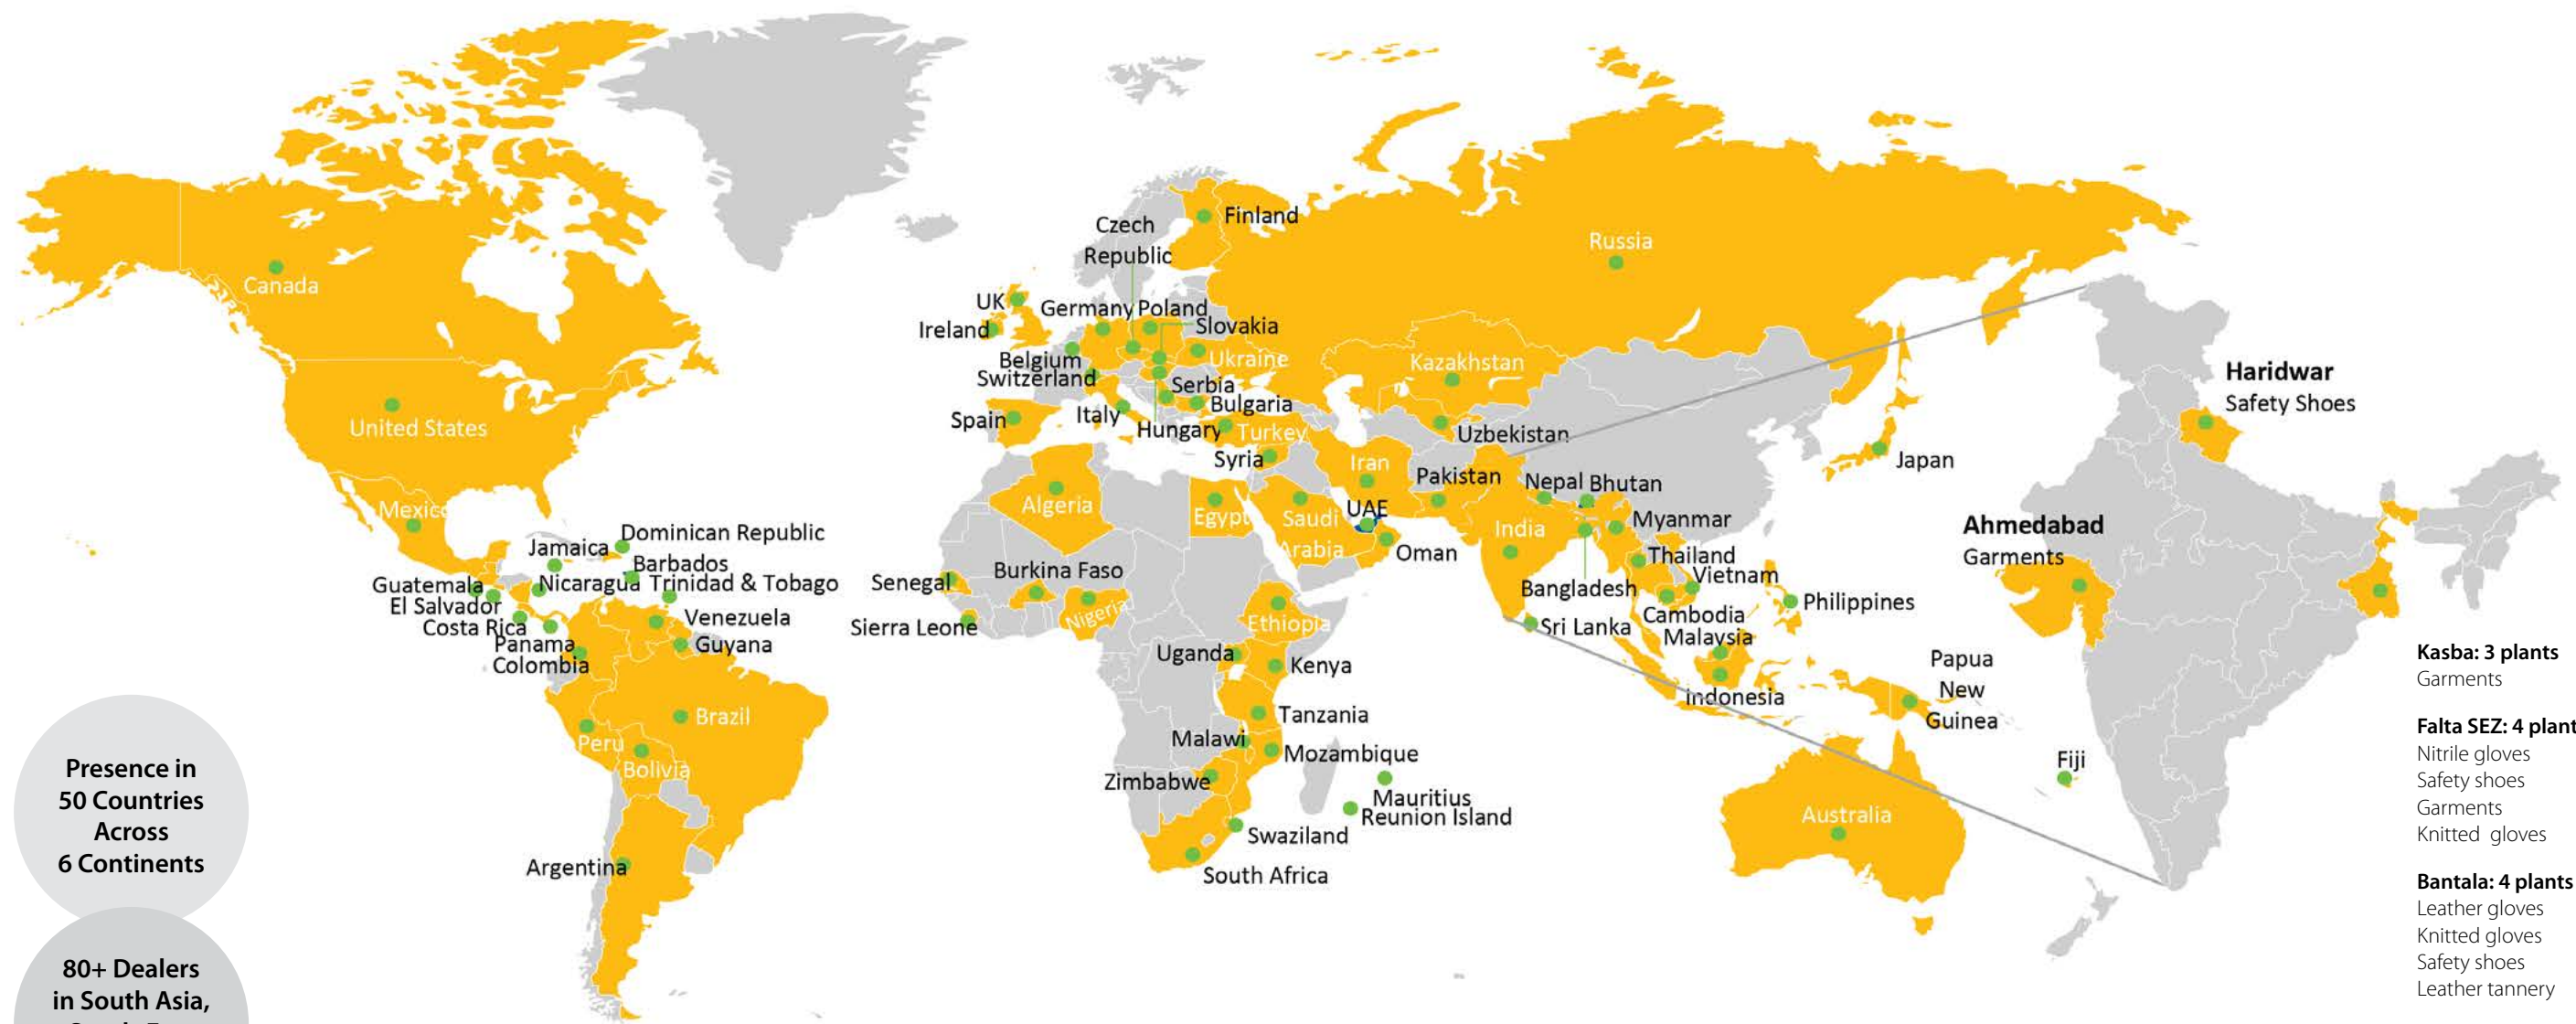 Canada
United States
Mexico
Dominican Republic
Jamaica
Barbados
Guatemala
Nicaragua
Trinidad & Tobago
El Salvador
Costa Rica
Venezuela
Panama
Guyana
Colombia
Brazil
Peru
Bolivia
Argentina
Presence in
50 Countries
Across
6 Continents
80+ Dealers
in South Asia,
Finland
Czech
Republic
Russia
UK
Germany
Poland
Ireland
Slovakia
Belgium
Ukraine
Switzerland
Kazakhstan
Serbia
Bulgaria
Spain
Italy
Hungary
Turkey
Uzbekistan
Syria
Iran
Pakistan
Nepal
Bhutan
Japan
Algeria
Egypt
Saudi
Arabia
UAE
Oman
India
Myanmar
Thailand
Vietnam
Bangladesh
Cambodia
Philippines
Sri Lanka
Malaysia
indonesia
Papua
New
Guinea
Fiji
Australia
Senegal
Burkina Faso
Nigeria
Sierra Leone
Ethiopia
Uganda
Kenya
Tanzania
Malawi
Mozambique
Zimbabwe
Mauritius
Reunion Island
Swaziland
South Africa
Haridwar
Safety Shoes
Ahmedabad
Garments
Kasba: 3 plants
Garments
Falta SEZ: 4 plant
Nitrile gloves
Safety shoes
Garments
Knitted gloves
Bantala: 4 plants
Leather gloves
Knitted gloves
Safety shoes
Leather tannery